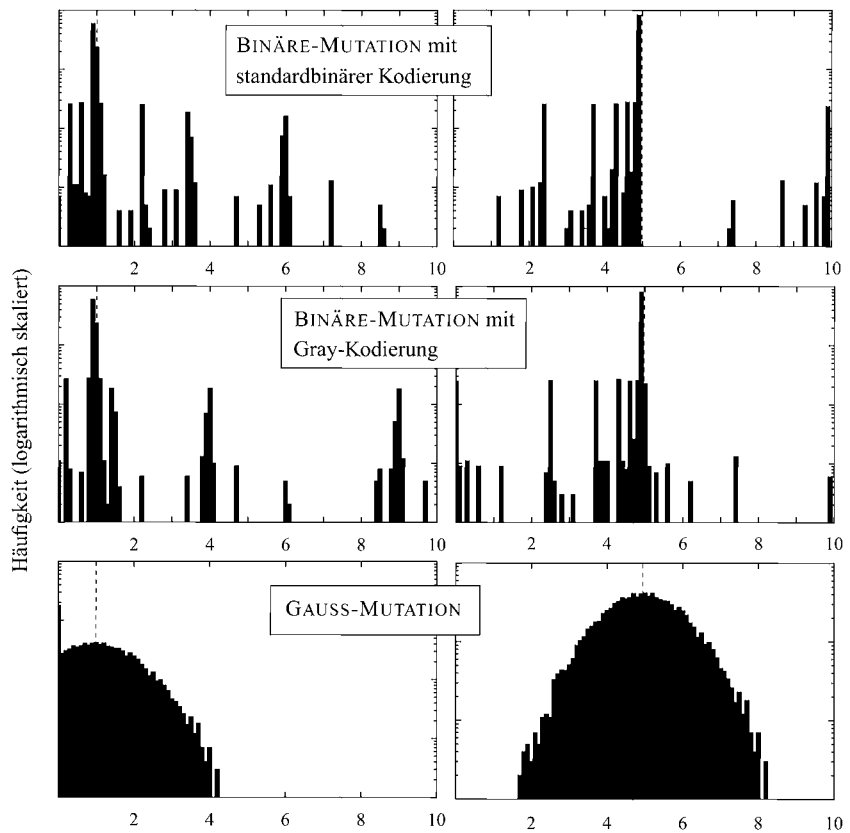 BINÄRE-MUTATION mit
standardbinärer Kodierung
2 4 6 8 10
2 4 6 8 10
BINÄRE-MUTATION mit
Gray-Kodierung
2 4 6 8 10
2 4 6 8 10
GAUSS-MUTATION
2 4 6 8 10
2 4 6 8 10
Häufigkeit (logarithmisch skaliert)